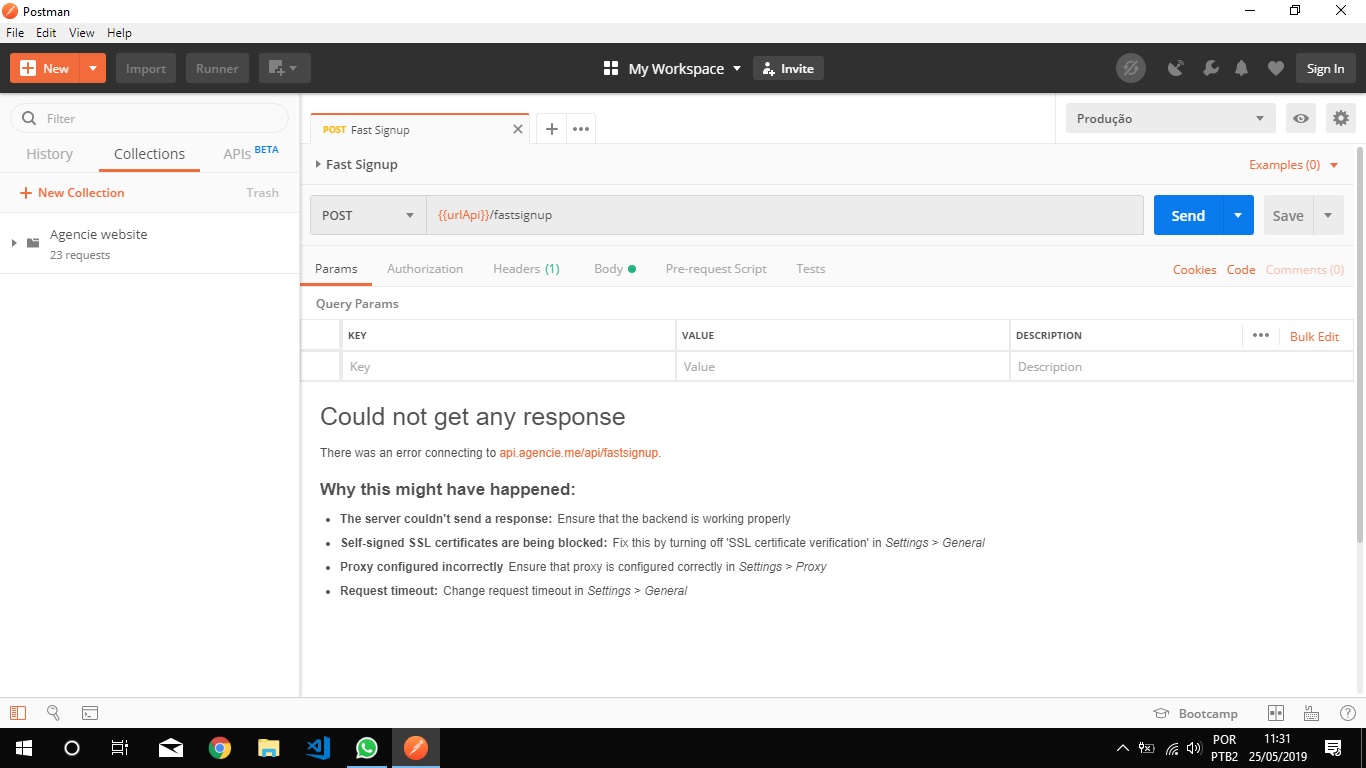 Postman
File Edit View Help
New Import Runner My Workspace Invite Sign In
Filter
History Collections APIs BETA
+ New Collection Trash
Agencie website
23 requests
POST Fast Signup
Produção
Fast Signup Examples (0)
POST {{urlApi}}/fastsignup Send Save
Params Authorization Headers (1) Body Pre-request Script Tests Cookies Code Comments (0)
Query Params
KEY VALUE DESCRIPTION Bulk Edit
Key Value Description
Could not get any response
There was an error connecting to api.agencie.me/api/fastsignup.
Why this might have happened:
• The server couldn't send a response: Ensure that the backend is working properly
• Self-signed SSL certificates are being blocked: Fix this by turning off 'SSL certificate verification' in Settings > General
• Proxy configured incorrectly Ensure that proxy is configured correctly in Settings > Proxy
• Request timeout: Change request timeout in Settings > General
Bootcamp
POR 11:31
PTB2 25/05/2019